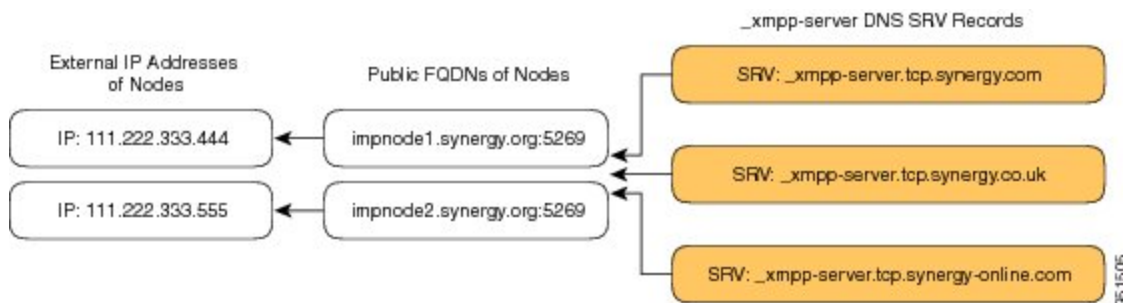 _xmpp-server DNS SRV Records
External IP Addresses
of Nodes
Public FQDNs of Nodes
SRV: _xmpp-server.tcp.synergy.com
IP: 111.222.333.444
impnode1.synergy.org:5269
SRV: _xmpp-server.tcp.synergy.co.uk
IP: 111.222.333.555
impnode2.synergy.org:5269
SRV: _xmpp-server.tcp.synergy-online.com